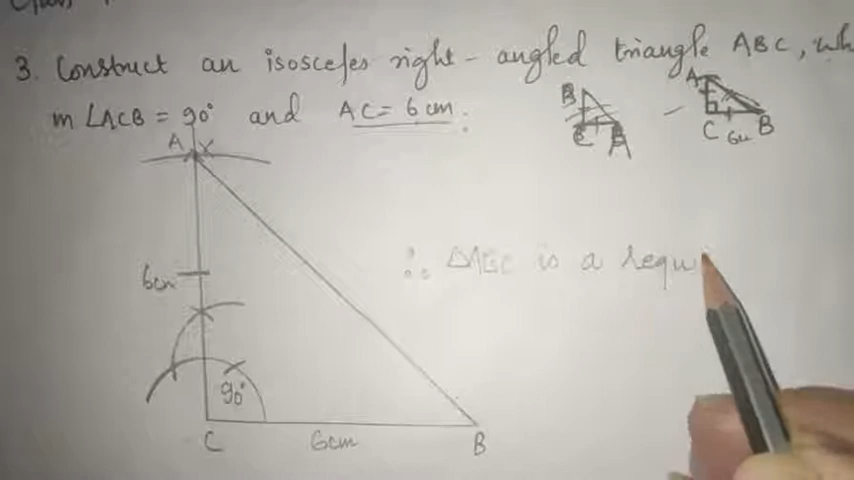 3. Construct an isosceles right-angled triangle ABC, wh
m∠ACB = 90° and AC = 6 cm.
B A
C A C 6cm B
A X
∴ △ABC is a requ
6cm
90°
C 6cm B